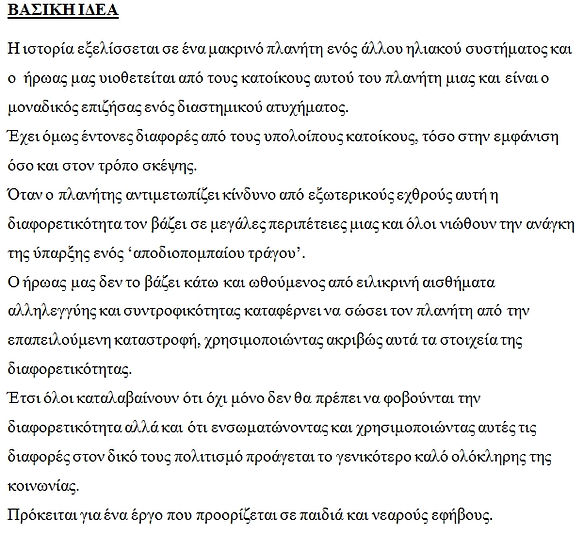 ΒΑΣΙΚΗ ΙΔΕΑ
Η ιστορία εξελίσσεται σε ένα μακρινό πλανήτη ενός άλλου ηλιακού συστήματος και
ο ήρωας μας υιοθετείται από τους κατοίκους αυτού του πλανήτη μιας και είναι ο
μοναδικός επιζήσας ενός διαστημικού ατυχήματος.
Έχει όμως έντονες διαφορές από τους υπολοίπους κατοίκους, τόσο στην εμφάνιση
όσο και στον τρόπο σκέψης.
Όταν ο πλανήτης αντιμετωπίζει κίνδυνο από εξωτερικούς εχθρούς αυτή η
διαφορετικότητα τον βάζει σε μεγάλες περιπέτειες μιας και όλοι νιώθουν την ανάγκη
της ύπαρξης ενός ‘αποδιοπομπαίου τράγου’.
Ο ήρωας μας δεν το βάζει κάτω και ωθούμενος από ειλικρινή αισθήματα
αλληλεγγύης και συντροφικότητας καταφέρνει να σώσει τον πλανήτη από την
επαπειλούμενη καταστροφή, χρησιμοποιώντας ακριβώς αυτά τα στοιχεία της
διαφορετικότητας.
Έτσι όλοι καταλαβαίνουν ότι όχι μόνο δεν θα πρέπει να φοβούνται την
διαφορετικότητα αλλά και ότι ενσωματώνοντας και χρησιμοποιώντας αυτές τις
διαφορές στον δικό τους πολιτισμό προάγεται το γενικότερο καλό ολόκληρης της
κοινωνίας.
Πρόκειται για ένα έργο που προορίζεται σε παιδιά και νεαρούς εφήβους.